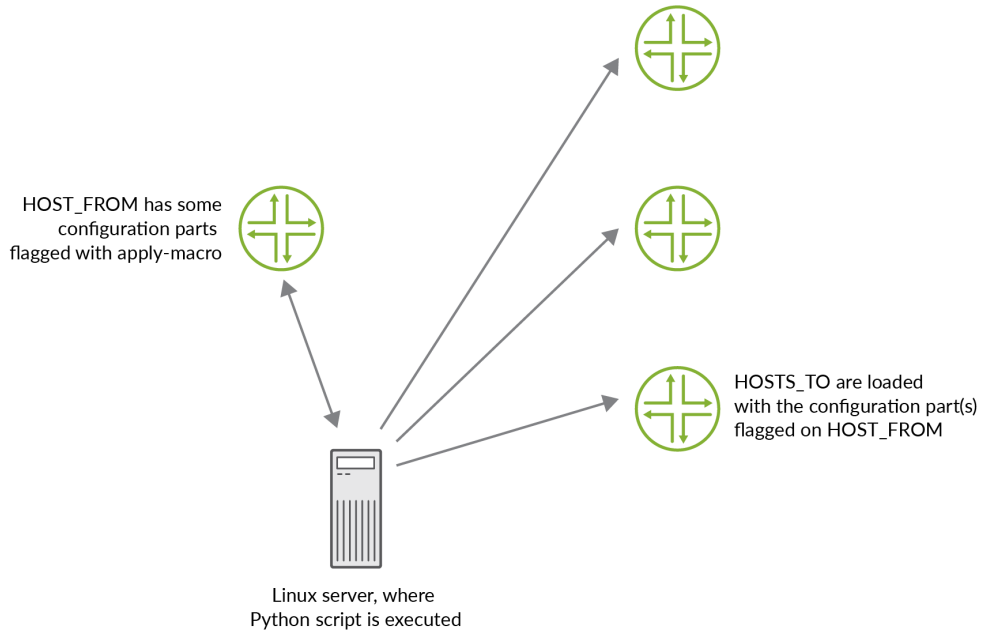 HOST_FROM has some
configuration parts
flagged with apply-macro
HOSTS_TO are loaded
with the configuration part(s)
flagged on HOST_FROM
Linux server, where
Python script is executed